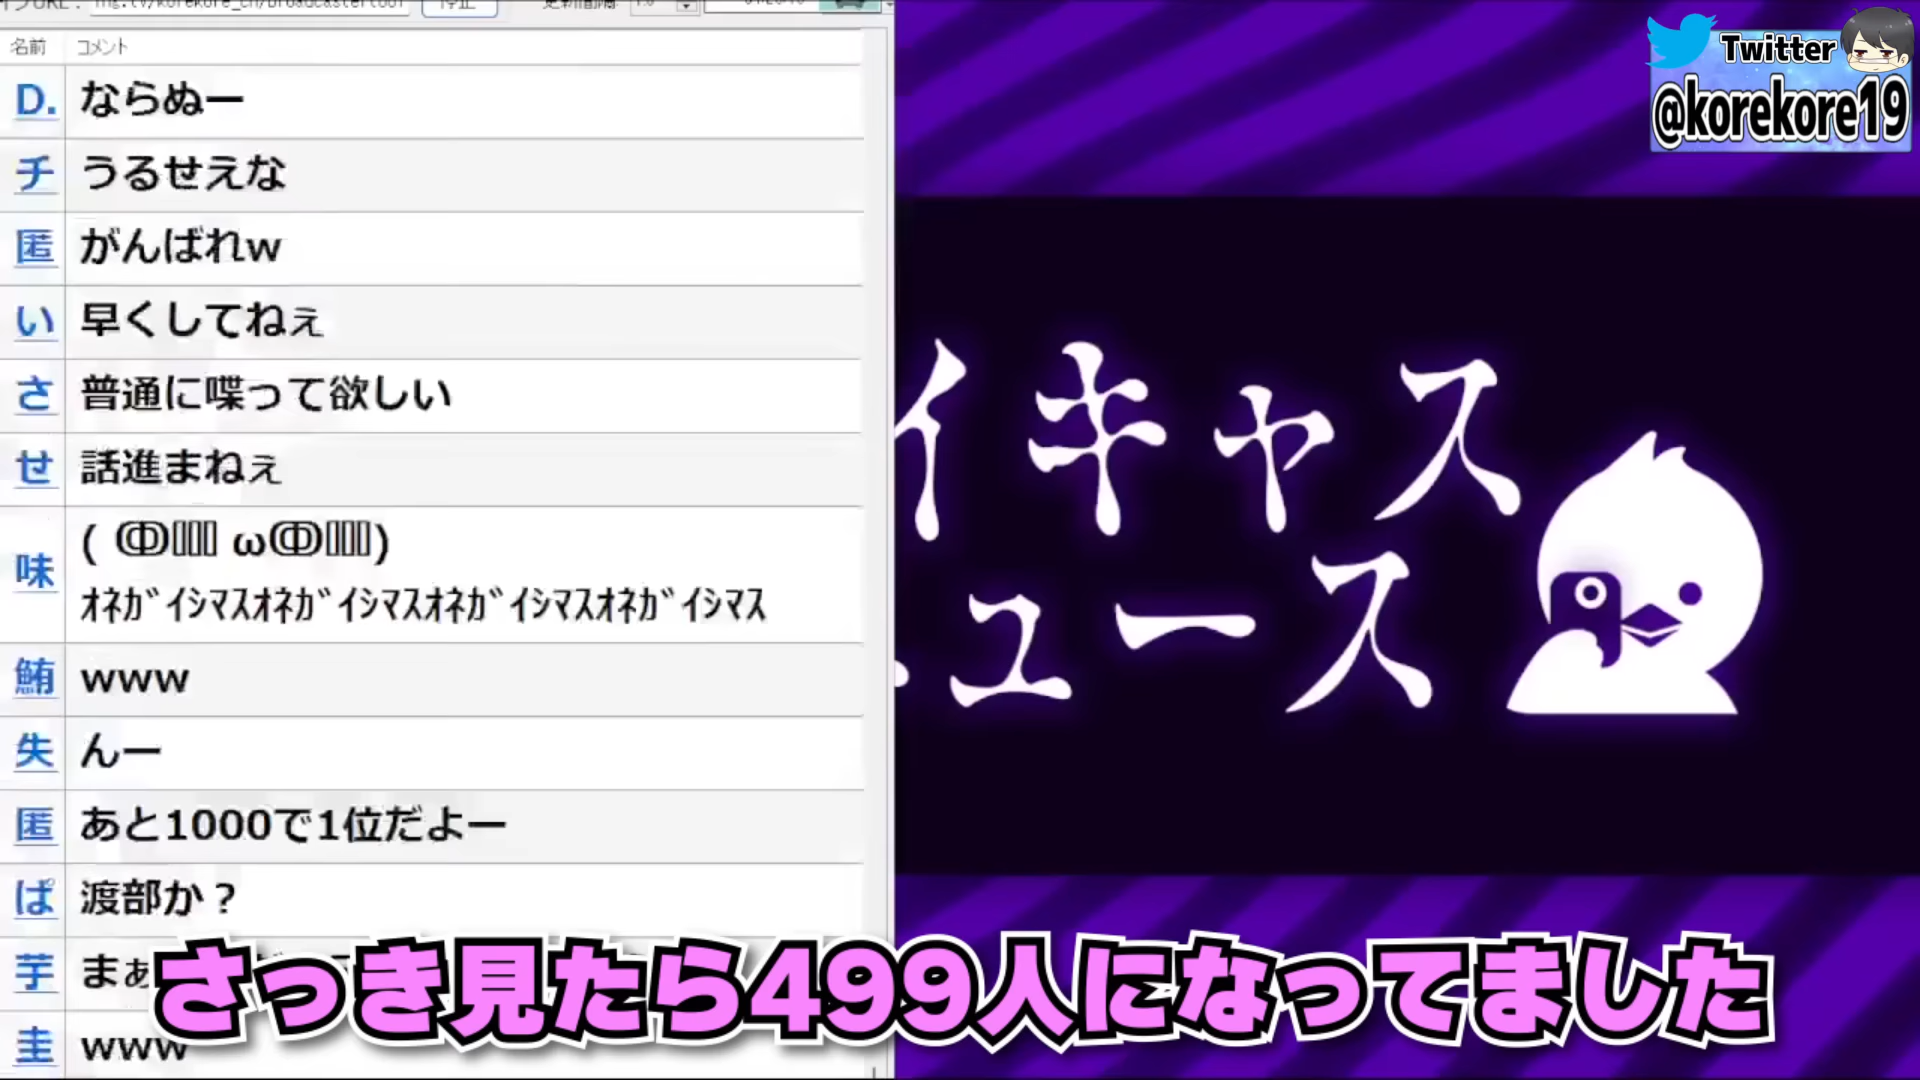 停止
更新間隔
名前 コメント
D. ならぬー
チ うるせえな
匿 がんばれw
い 早くしてねぇ
さ 普通に喋って欲しい
せ 話進まねぇ
味
ω
ｵﾈｶﾞｲｼﾏｽｵﾈｶﾞｲｼﾏｽｵﾈｶﾞｲｼﾏｽｵﾈｶﾞｲｼﾏｽ
鮪 www
失 んー
匿 あと1000で1位だよー
ぱ 渡部か？
芋 まぁ
圭 www
Twitter
@korekore19
イキャス
ュース
さっき見たら499人になってました